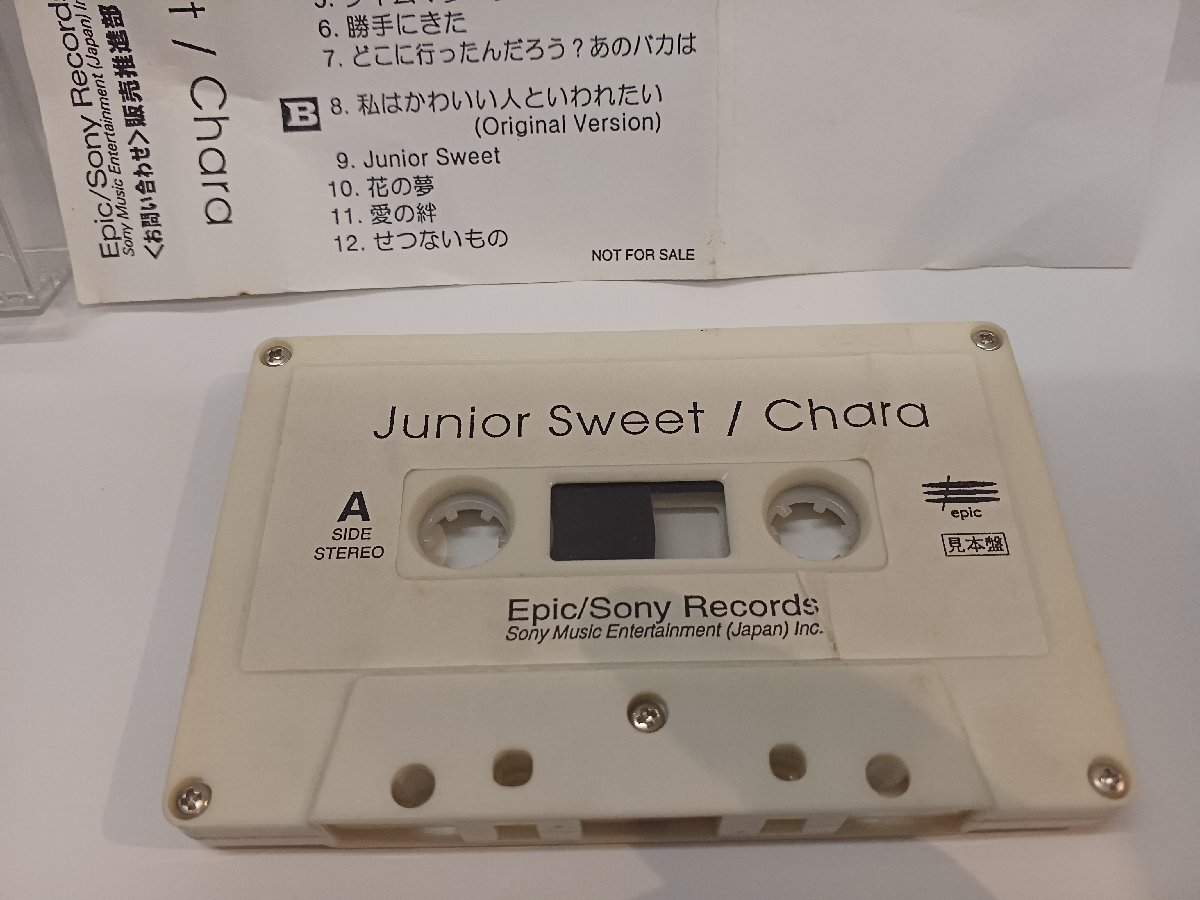 Epic/Sony Records
Sony Music Entertainment (Japan) Inc
<お問い合わせ>販売推進部
/ Chara
6. 勝手にきた
7. どこに行ったんだろう？あのバカは
B 8. 私はかわいい人といわれたい
(Original Version)
9. Junior Sweet
10. 花の夢
11. 愛の絆
12. せつないもの
NOT FOR SALE
Junior Sweet / Chara
A
SIDE
STEREO
epic
見本盤
Epic/Sony Records
Sony Music Entertainment (Japan) Inc.